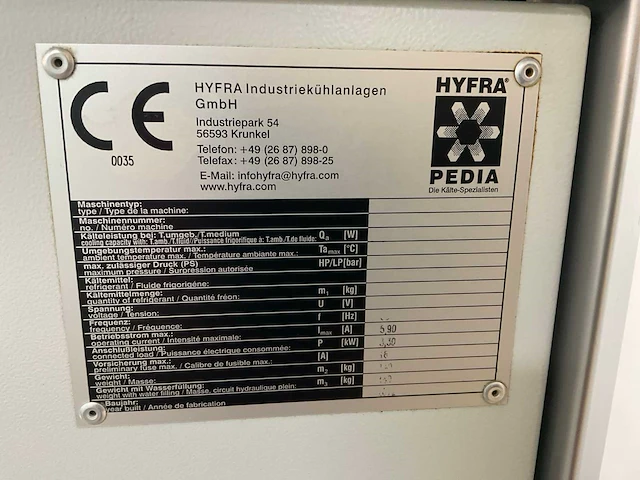 CE
0035
HYFRA Industriekühlanlagen
GmbH
Industriepark 54
56593 Krunkel
Telefon: +49 (26 87) 898-0
Telefax: +49 (26 87) 898-25
E-Mail: infohyfra@hyfra.com
www.hyfra.com
HYFRA®
PEDIA
Die Kälte-Spezialisten
Maschinentyp:
type / Type de la machine:
Maschinennummer:
no. / Numéro machine
Kälteleistung bei: T.umgeb./T.medium Q₀ [W]
cooling capacity with: T.amb./T.fluid//Puissance frigorifique à: T.amb./T.de fluide:
Umgebungstemperatur max.: Ta max [°C]
ambient temperature max. / Température ambiante max.:
max. zulässiger Druck (PS) HP/LP[bar]
maximum pressure / Surpression autorisée
Kältemittel:
refrigerant / Fluide frigorigène:
Kältemittelmenge: m₁ [kg]
quantity of refrigerant / Quantité fréon:
Spannung: U [V]
voltage / Tension:
Frequenz: f [Hz]
frequency / Fréquence:
Betriebsstrom max.: Imax [A] 5,90
operating current / Intensité maximale:
Anschlußleistung: P [kW] 3,30
connected load / Puissance électrique consommée:
Vorsicherung max.: [A] 16
preliminary fuse max. / Calibre de fusible max.:
Gewicht: m₂ [kg]
weight / Masse:
Gewicht mit Wasserfüllung: m₃ [kg]
weight with water filling / Masse, circuit hydraulique plein:
Baujahr:
year built / Année de fabrication